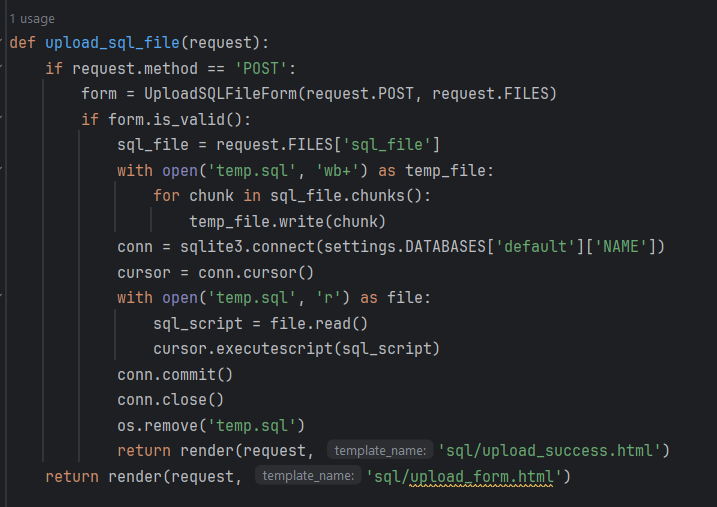 1 usage
def upload_sql_file(request):
    if request.method == 'POST':
        form = UploadSQLFileForm(request.POST, request.FILES)
        if form.is_valid():
            sql_file = request.FILES['sql_file']
            with open('temp.sql', 'wb+') as temp_file:
                for chunk in sql_file.chunks():
                    temp_file.write(chunk)
            conn = sqlite3.connect(settings.DATABASES['default']['NAME'])
            cursor = conn.cursor()
            with open('temp.sql', 'r') as file:
                sql_script = file.read()
                cursor.executescript(sql_script)
            conn.commit()
            conn.close()
            os.remove('temp.sql')
            return render(request, template_name: 'sql/upload_success.html')
    return render(request, template_name: 'sql/upload_form.html')